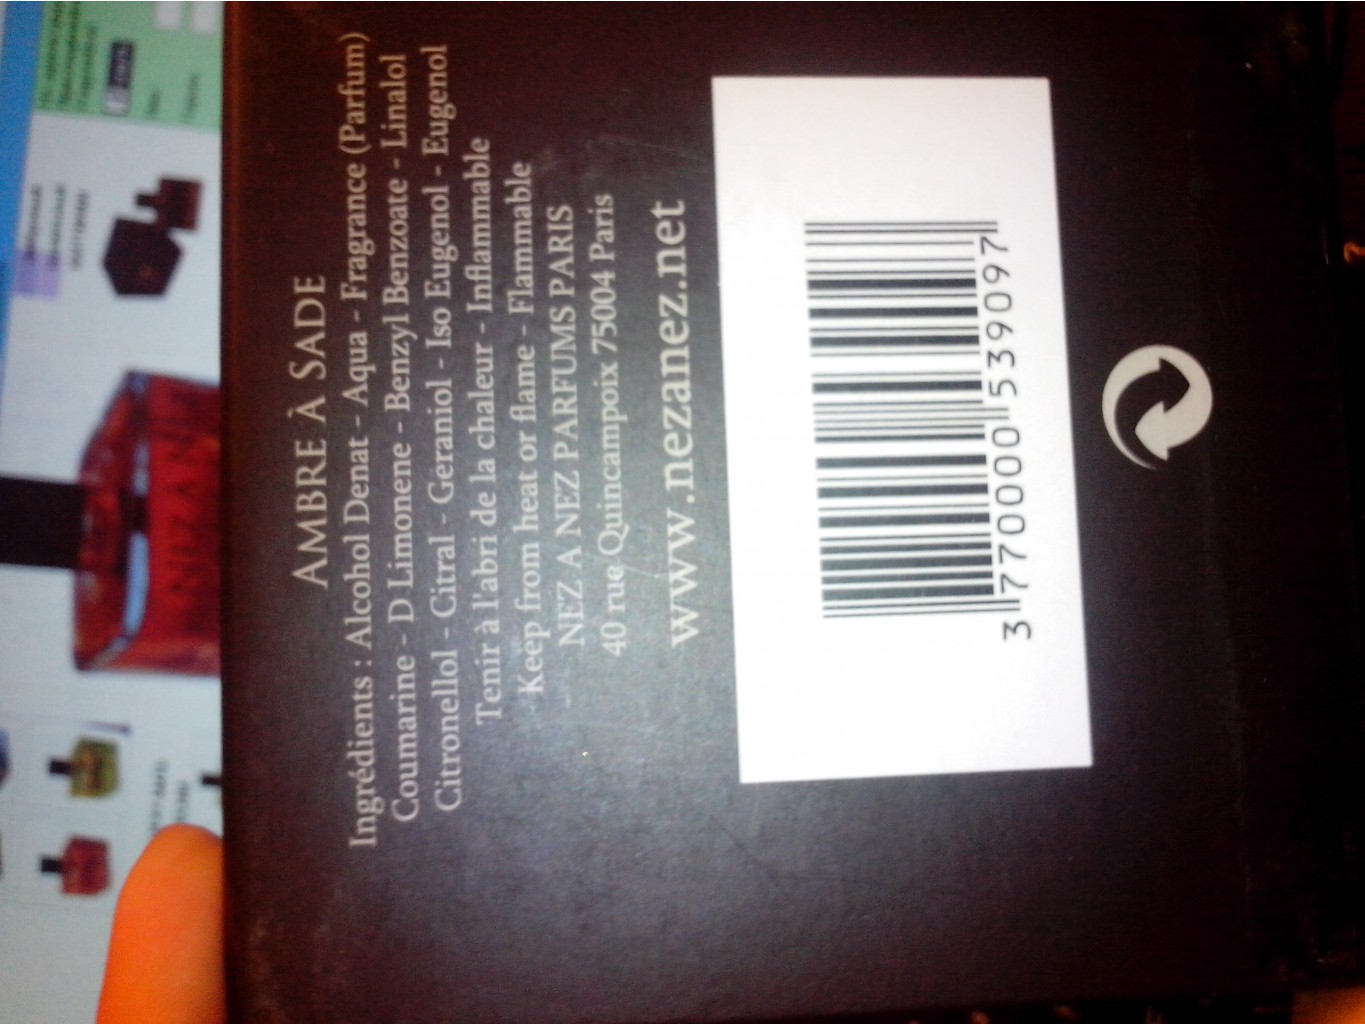 AMBRE À SADE
Ingrédients : Alcohol Denat - Aqua - Fragrance (Parfum)
Coumarine - D Limonene - Benzyl Benzoate - Linalol
Citronellol - Citral - Geraniol - Iso Eugenol - Eugenol
Tenir à l'abri de la chaleur - Inflammable
Keep from heat or flame - Flammable
NEZ A NEZ PARFUMS PARIS
40 rue Quincampoix 75004 Paris
www.nezanez.net
3 770000 539097
NEZ A NEZ